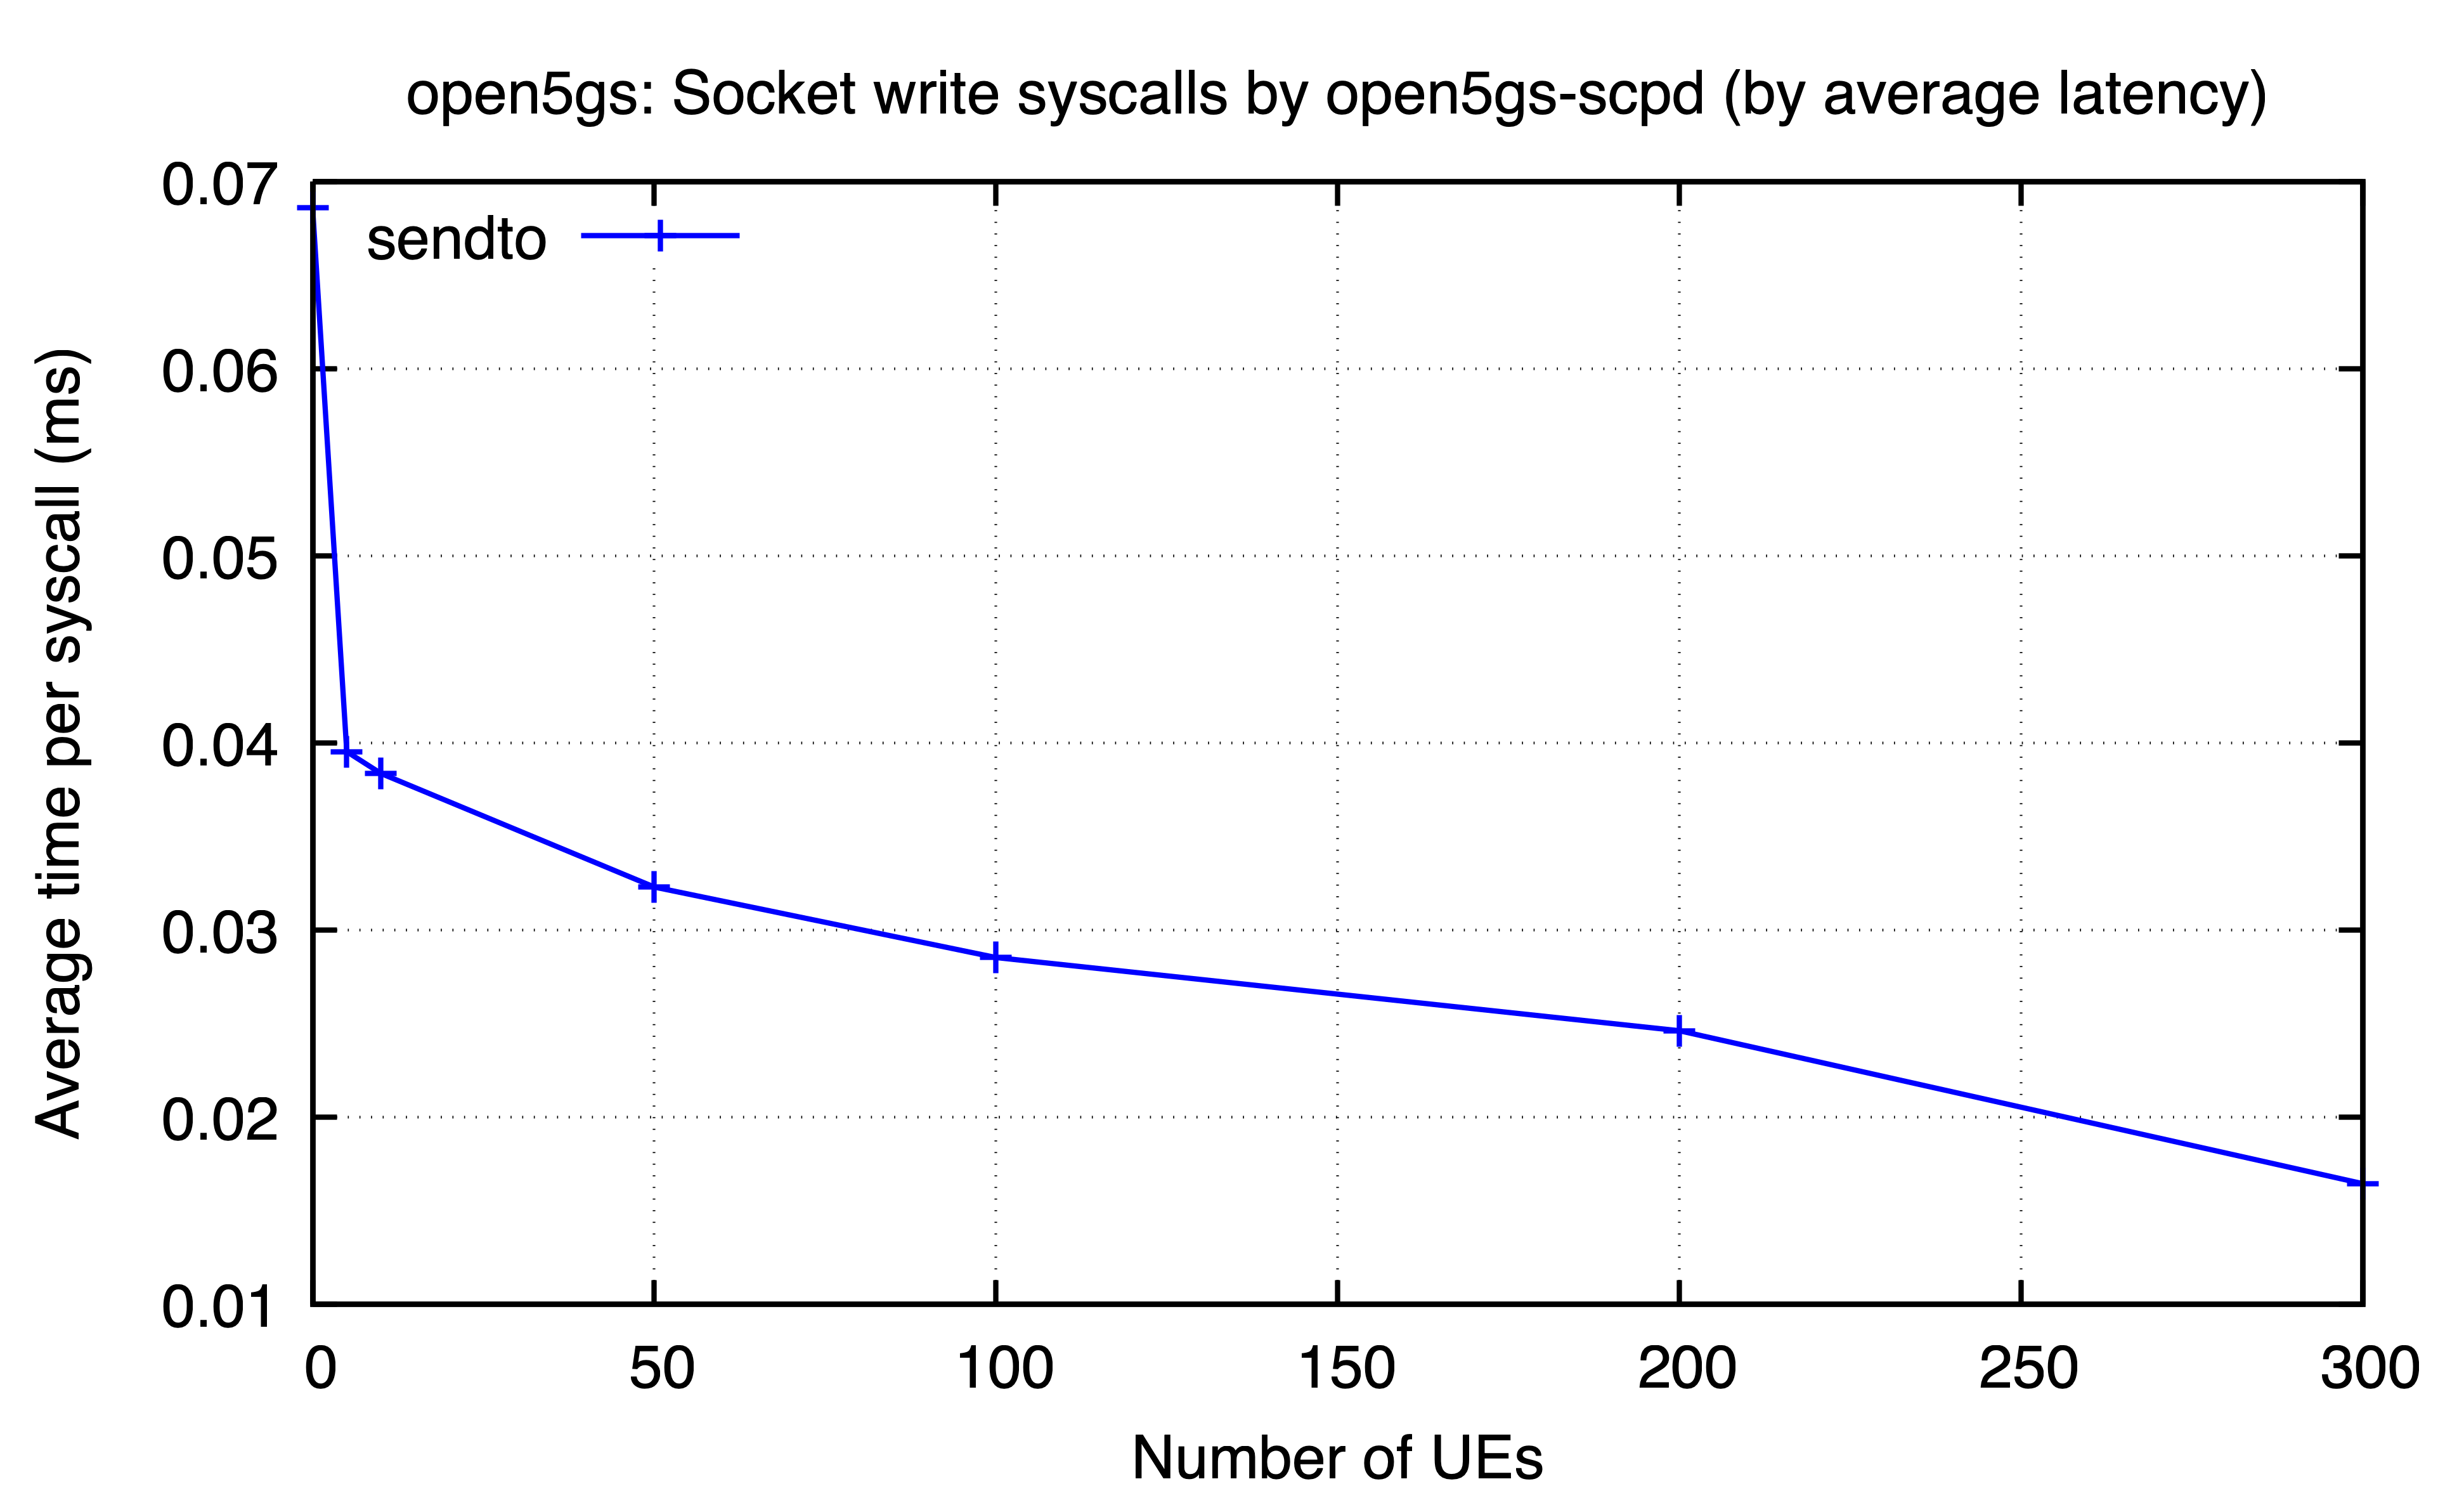 open5gs: Socket write syscalls by open5gs-scpd (by average latency)
sendto
Average time per syscall (ms)
0.07
0.06
0.05
0.04
0.03
0.02
0.01
0 50 100 150 200 250 300
Number of UEs